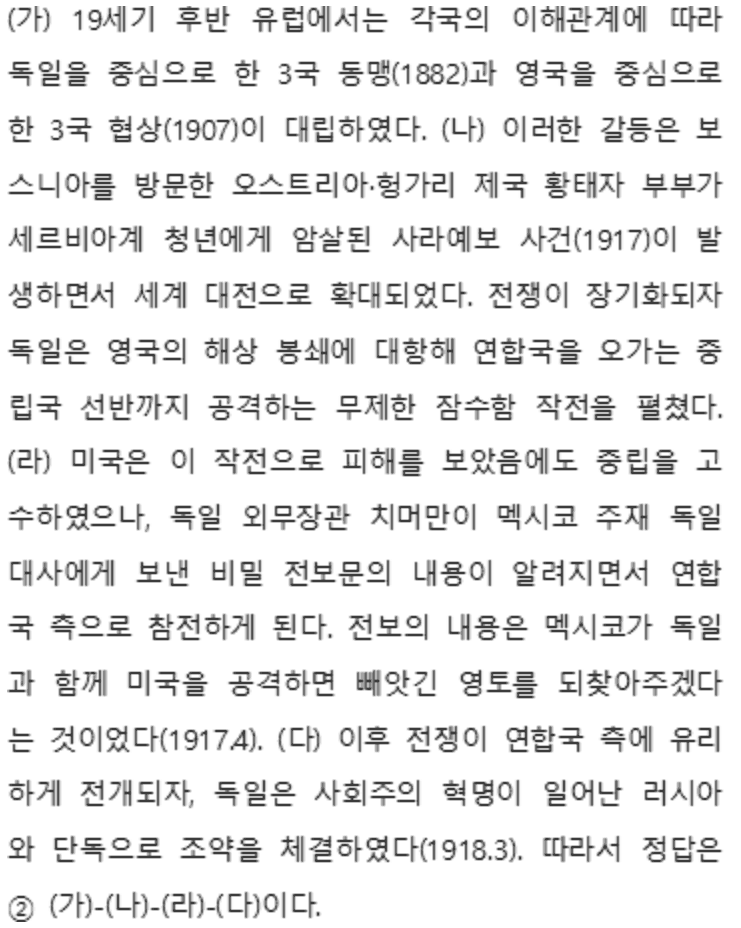 (가) 19세기 후반 유럽에서는 각국의 이해관계에 따라
독일을 중심으로 한 3국 동맹(1882)과 영국을 중심으로
한 3국 협상(1907)이 대립하였다. (나) 이러한 갈등은 보
스니아를 방문한 오스트리아·헝가리 제국 황태자 부부가
세르비아계 청년에게 암살된 사라예보 사건(1917)이 발
생하면서 세계 대전으로 확대되었다. 전쟁이 장기화되자
독일은 영국의 해상 봉쇄에 대항해 연합국을 오가는 중
립국 선반까지 공격하는 무제한 잠수함 작전을 펼쳤다.
(라) 미국은 이 작전으로 피해를 보았음에도 중립을 고
수하였으나, 독일 외무장관 치머만이 멕시코 주재 독일
대사에게 보낸 비밀 전보문의 내용이 알려지면서 연합
국 측으로 참전하게 된다. 전보의 내용은 멕시코가 독일
과 함께 미국을 공격하면 빼앗긴 영토를 되찾아주겠다
는 것이었다(1917.4). (다) 이후 전쟁이 연합국 측에 유리
하게 전개되자, 독일은 사회주의 혁명이 일어난 러시아
와 단독으로 조약을 체결하였다(1918.3). 따라서 정답은
② (가)-(나)-(라)-(다)이다.